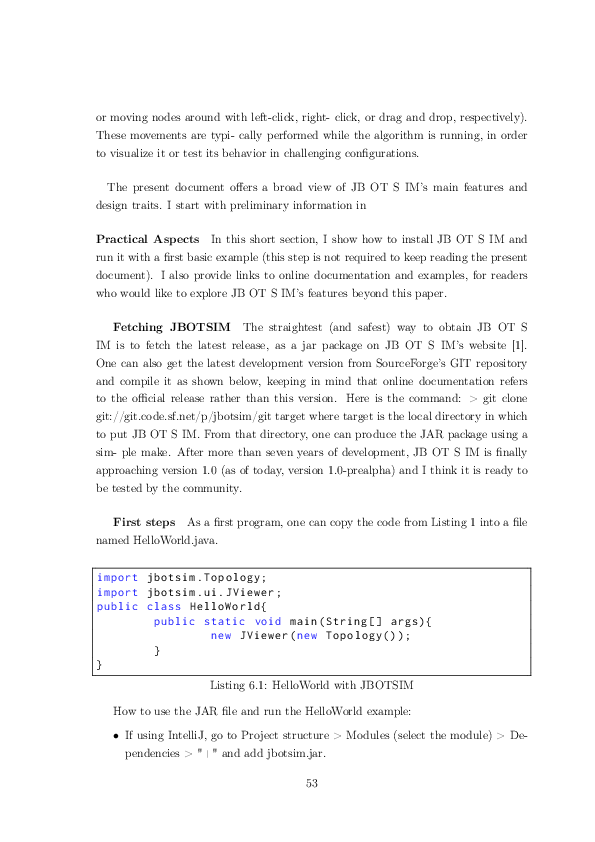 or moving nodes around with left-click, right- click, or drag and drop, respectively).
These movements are typi- cally performed while the algorithm is running, in order
to visualize it or test its behavior in challenging configurations.
The present document offers a broad view of JB OT S IM's main features and
design traits. I start with preliminary information in
Practical Aspects In this short section, I show how to install JB OT S IM and
run it with a first basic example (this step is not required to keep reading the present
document). I also provide links to online documentation and examples, for readers
who would like to explore JB OT S IM's features beyond this paper.
Fetching JBOTSIM The straightest (and safest) way to obtain JB OT S
IM is to fetch the latest release, as a jar package on JB OT S IM's website [1].
One can also get the latest development version from SourceForge's GIT repository
and compile it as shown below, keeping in mind that online documentation refers
to the official release rather than this version. Here is the command: > git clone
git://git.code.sf.net/p/jbotsim/git target where target is the local directory in which
to put JB OT S IM. From that directory, one can produce the JAR package using a
sim- ple make. After more than seven years of development, JB OT S IM is finally
approaching version 1.0 (as of today, version 1.0-prealpha) and I think it is ready to
be tested by the community.
First steps As a first program, one can copy the code from Listing 1 into a file
named HelloWorld.java.
import jbotsim.Topology;
import jbotsim.ui.JViewer;
public class HelloWorld{
public static void main(String[] args){
new JViewer(new Topology());
}
}
Listing 6.1: HelloWorld with JBOTSIM
How to use the JAR file and run the HelloWorld example:
• If using IntelliJ, go to Project structure > Modules (select the module) > De-
pendencies > "+" and add jbotsim.jar.
53